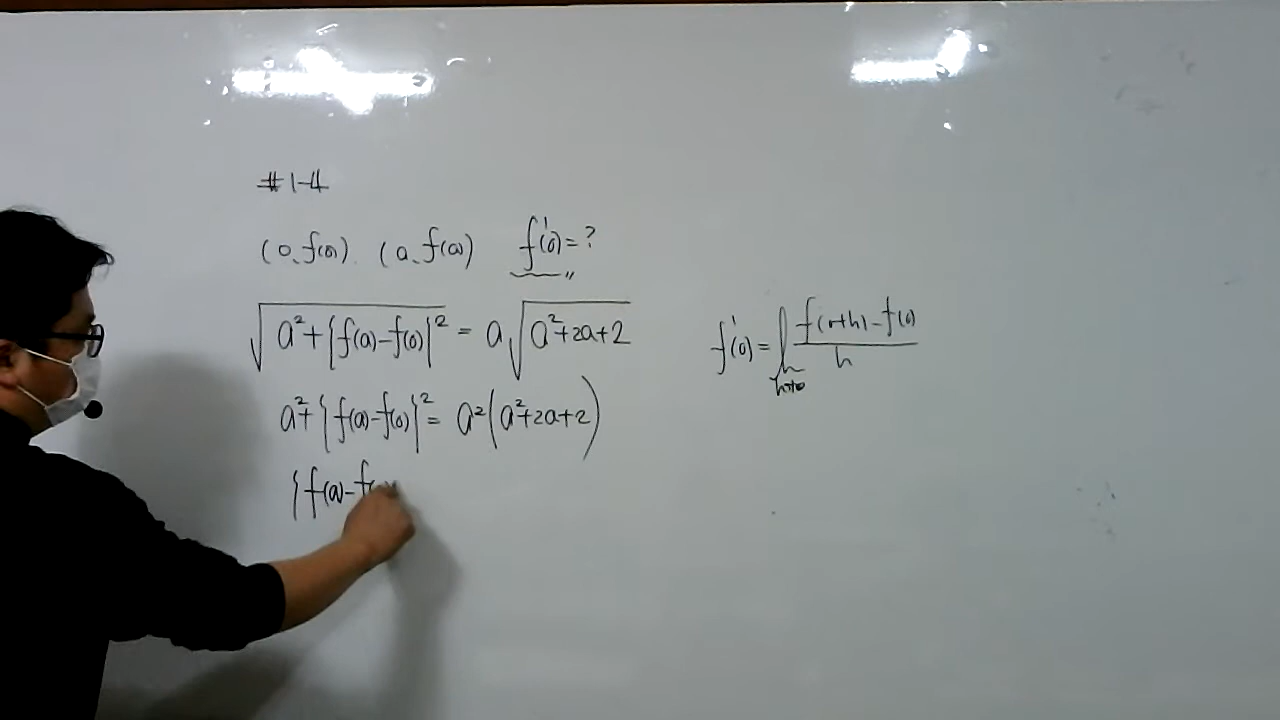 #1-4
(0, f(0)). (a, f(a)) f'(0)=?
√(a²+{f(a)-f(0)}²) = a√(a²+2a+2)
a²+{f(a)-f(0)}² = a²(a²+2a+2)
{f(a)-f(
f'(0)= lim h→0 (f(0+h)-f(0))/h